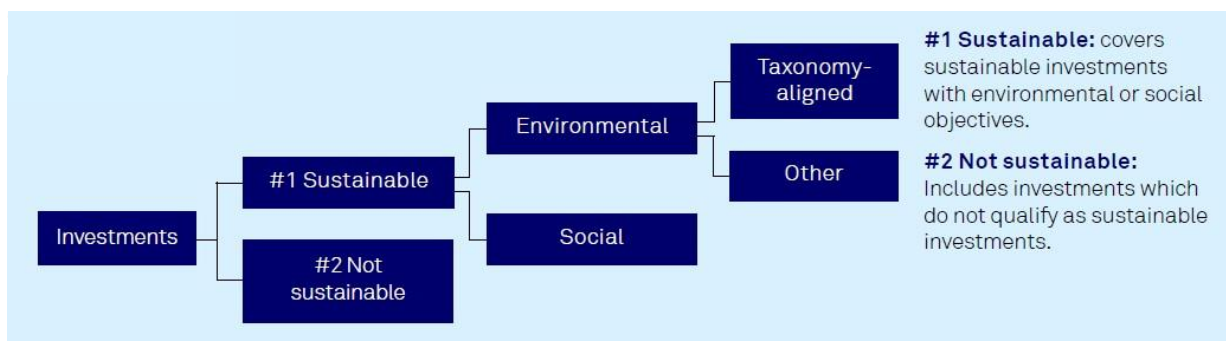 Investments
#1 Sustainable
#2 Not
sustainable
Environmental
Social
Taxonomy-
aligned
Other
#1 Sustainable: covers
sustainable investments
with environmental or social
objectives.
#2 Not sustainable:
Includes investments which
do not qualify as sustainable
investments.